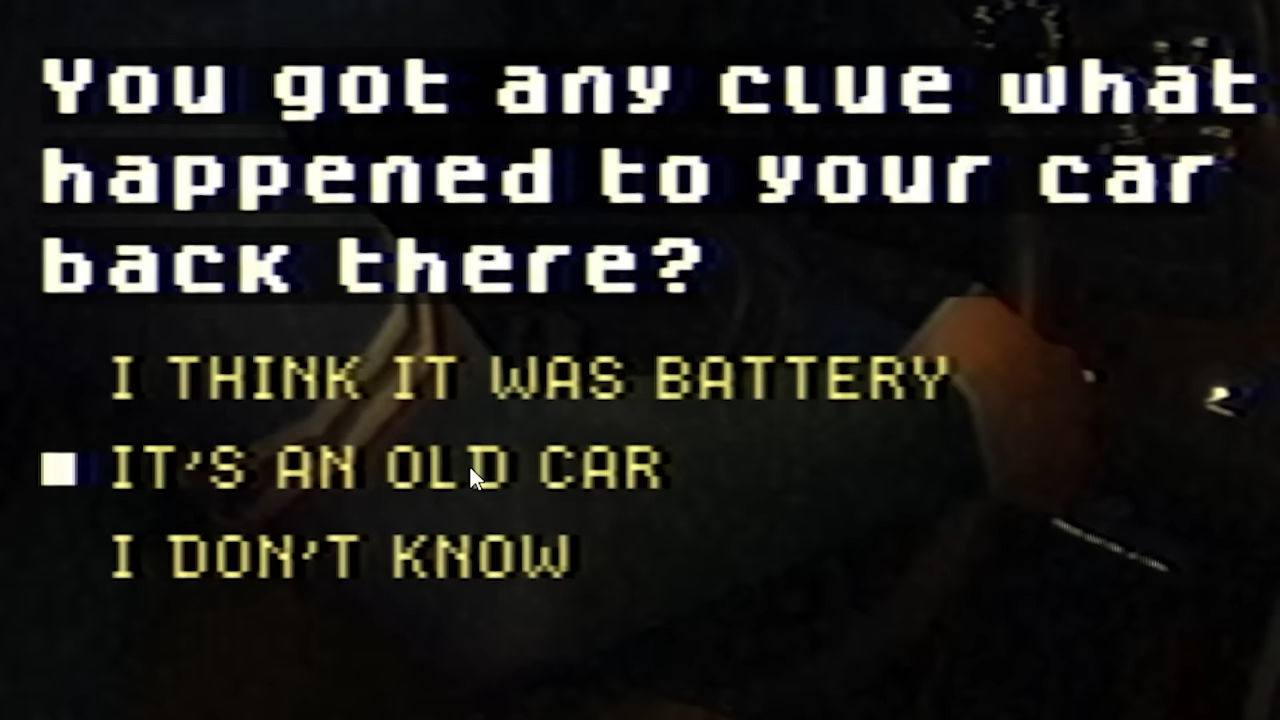 You got any clue what
happened to your car
back there?
I THINK IT WAS BATTERY
IT'S AN OLD CAR
I DON'T KNOW